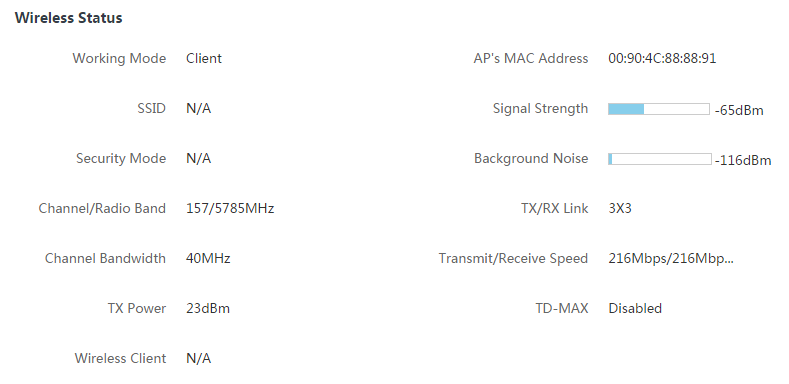 Wireless Status
Working Mode Client AP's MAC Address 00:90:4C:88:88:91
SSID N/A Signal Strength -65dBm
Security Mode N/A Background Noise -116dBm
Channel/Radio Band 157/5785MHz TX/RX Link 3X3
Channel Bandwidth 40MHz Transmit/Receive Speed 216Mbps/216Mbp...
TX Power 23dBm TD-MAX Disabled
Wireless Client N/A